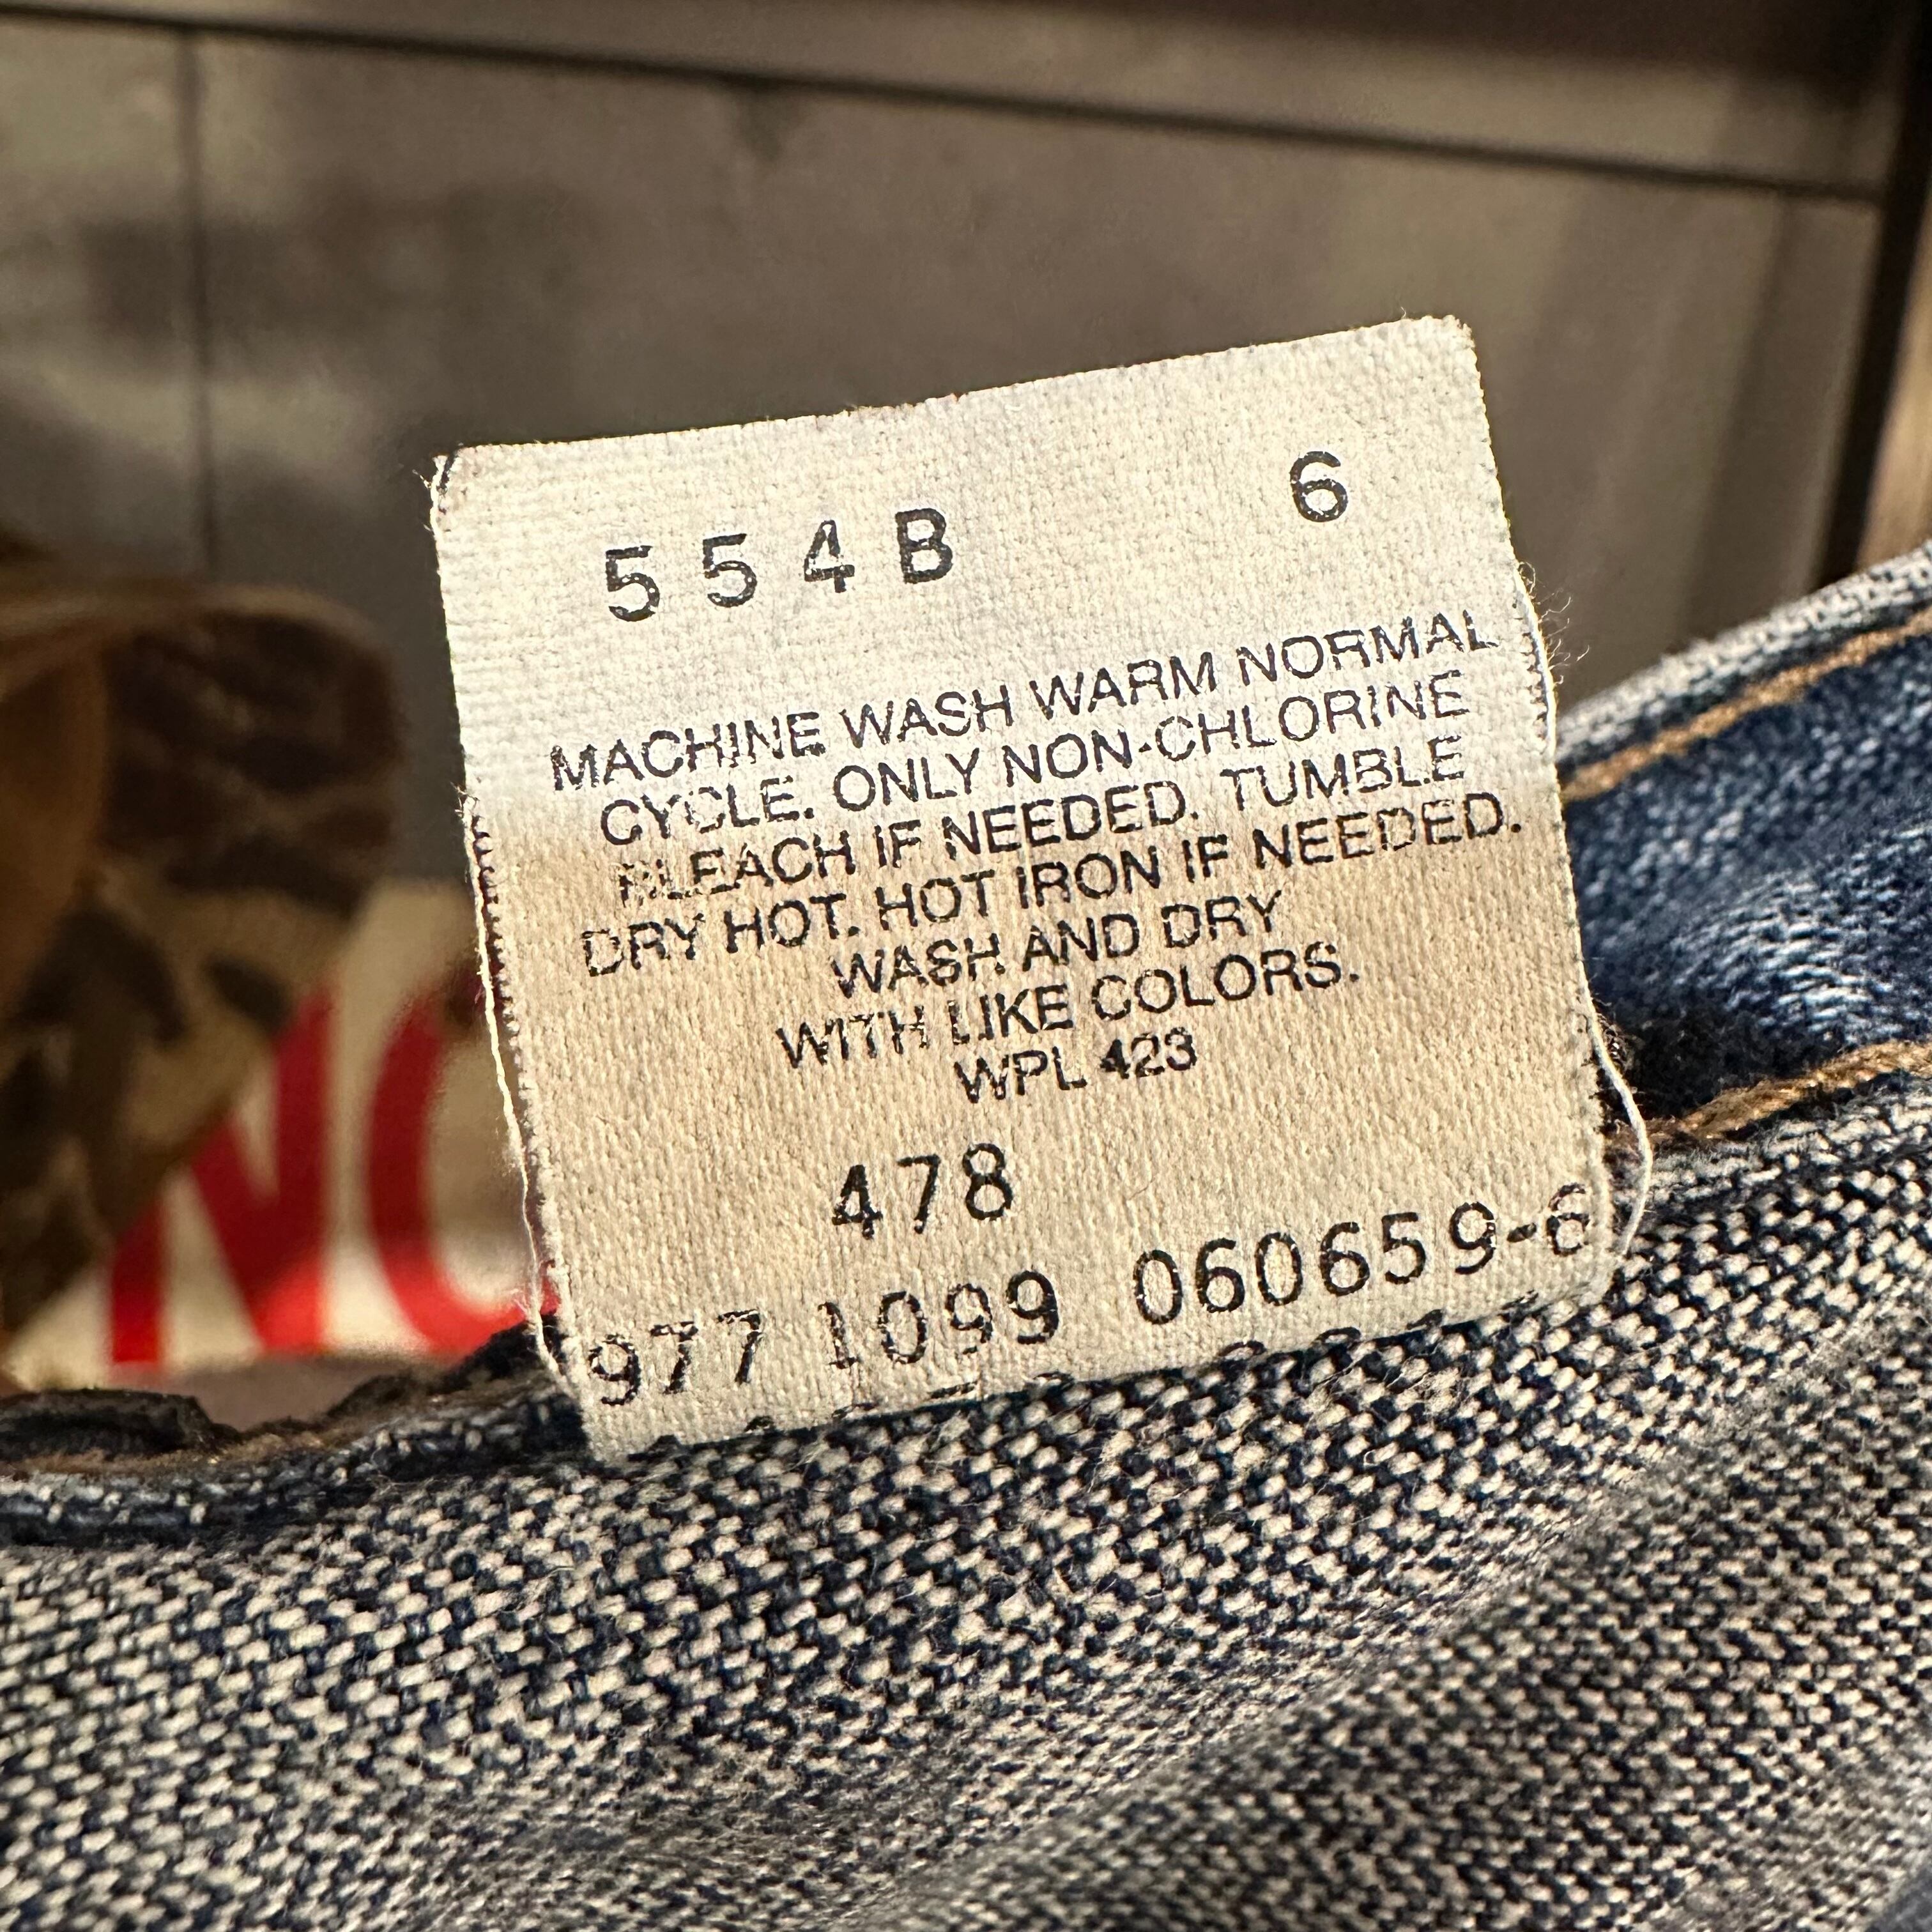 554B 6
MACHINE WASH WARM NORMAL
CYCLE. ONLY NON-CHLORINE
BLEACH IF NEEDED. TUMBLE
DRY HOT. HOT IRON IF NEEDED.
WASH AND DRY
WITH LIKE COLORS.
WPL 423
478
977 1099 060659-6